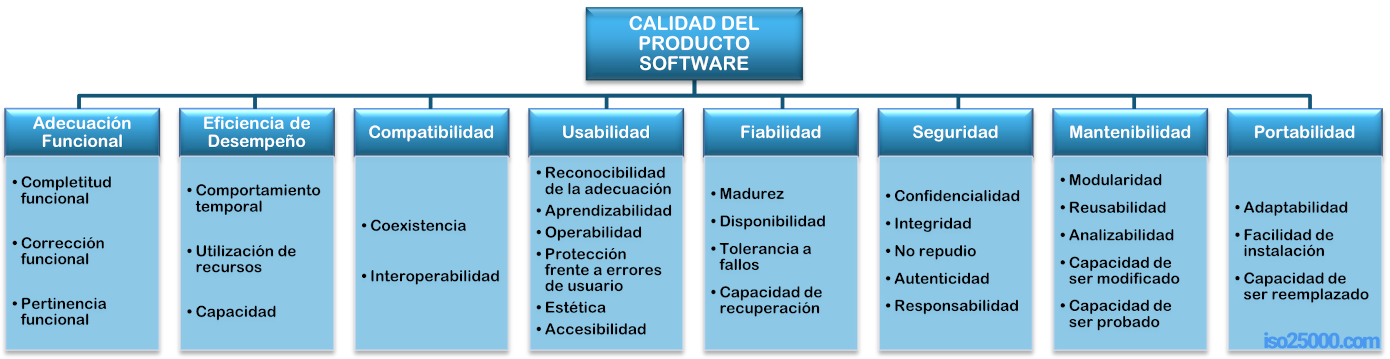 CALIDAD DEL
PRODUCTO
SOFTWARE
Adecuación
Funcional
• Completitud
funcional
• Corrección
funcional
• Pertinencia
funcional
Eficiencia de
Desempeño
• Comportamiento
temporal
• Utilización de
recursos
• Capacidad
Compatibilidad
• Coexistencia
• Interoperabilidad
Usabilidad
• Reconocibilidad
de la adecuación
• Aprendizabilidad
• Operabilidad
• Protección
frente a errores
de usuario
• Estética
• Accesibilidad
Fiabilidad
• Madurez
• Disponibilidad
• Tolerancia a
fallos
• Capacidad de
recuperación
Seguridad
• Confidencialidad
• Integridad
• No repudio
• Autenticidad
• Responsabilidad
Mantenibilidad
• Modularidad
• Reusabilidad
• Analizabilidad
• Capacidad de
ser modificado
• Capacidad de
ser probado
Portabilidad
• Adaptabilidad
• Facilidad de
instalación
• Capacidad de
ser reemplazado
iso25000.com